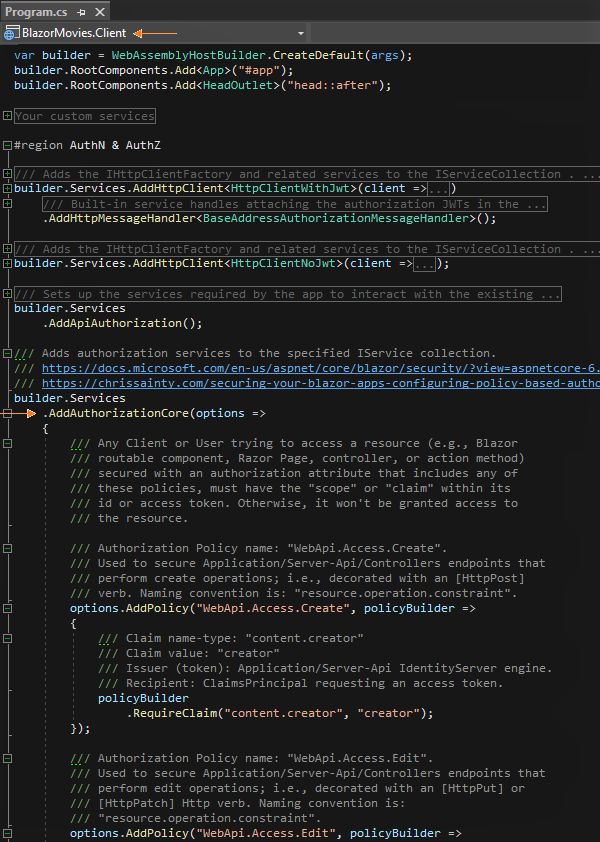 Program.cs
BlazorMovies.Client
var builder = WebAssemblyHostBuilder.CreateDefault(args);
builder.RootComponents.Add<App>("#app");
builder.RootComponents.Add<HeadOutlet>("head::after");
Your custom services
#region AuthN & AuthZ
/// Adds the IHttpClientFactory and related services to the IServiceCollection . ...
builder.Services.AddHttpClient<HttpClientWithJwt>(client =>...)
/// Built-in service handles attaching the authorization JWTs in the ...
.AddHttpMessageHandler<BaseAddressAuthorizationMessageHandler>();
/// Adds the IHttpClientFactory and related services to the IServiceCollection . ...
builder.Services.AddHttpClient<HttpClientNoJwt>(client =>...);
/// Sets up the services required by the app to interact with the existing ...
builder.Services
.AddApiAuthorization();
/// Adds authorization services to the specified IService collection.
/// https://docs.microsoft.com/en-us/aspnet/core/blazor/security/?view=aspnetcore-6.
/// https://chrissainty.com/securing-your-blazor-apps-configuring-policy-based-autho
builder.Services
.AddAuthorizationCore(options =>
{
/// Any Client or User trying to access a resource (e.g., Blazor
/// routable component, Razor Page, controller, or action method)
/// secured with an authorization attribute that includes any of
/// these policies, must have the "scope" or "claim" within its
/// id or access token. Otherwise, it won't be granted access to
/// the resource.
/// Authorization Policy name: "WebApi.Access.Create".
/// Used to secure Application/Server-Api/Controllers endpoints that
/// perform create operations; i.e., decorated with an [HttpPost]
/// verb. Naming convention is: "resource.operation.constraint".
options.AddPolicy("WebApi.Access.Create", policyBuilder =>
{
/// Claim name-type: "content.creator"
/// Claim value: "creator"
/// Issuer (token): Application/Server-Api IdentityServer engine.
/// Recipient: ClaimsPrincipal requesting an access token.
policyBuilder
.RequireClaim("content.creator", "creator");
});
/// Authorization Policy name: "WebApi.Access.Edit".
/// Used to secure Application/Server-Api/Controllers endpoints that
/// perform edit operations; i.e., decorated with an [HttpPut] or
/// [HttpPatch] Http verb. Naming convention is:
/// "resource.operation.constraint".
options.AddPolicy("WebApi.Access.Edit", policyBuilder =>